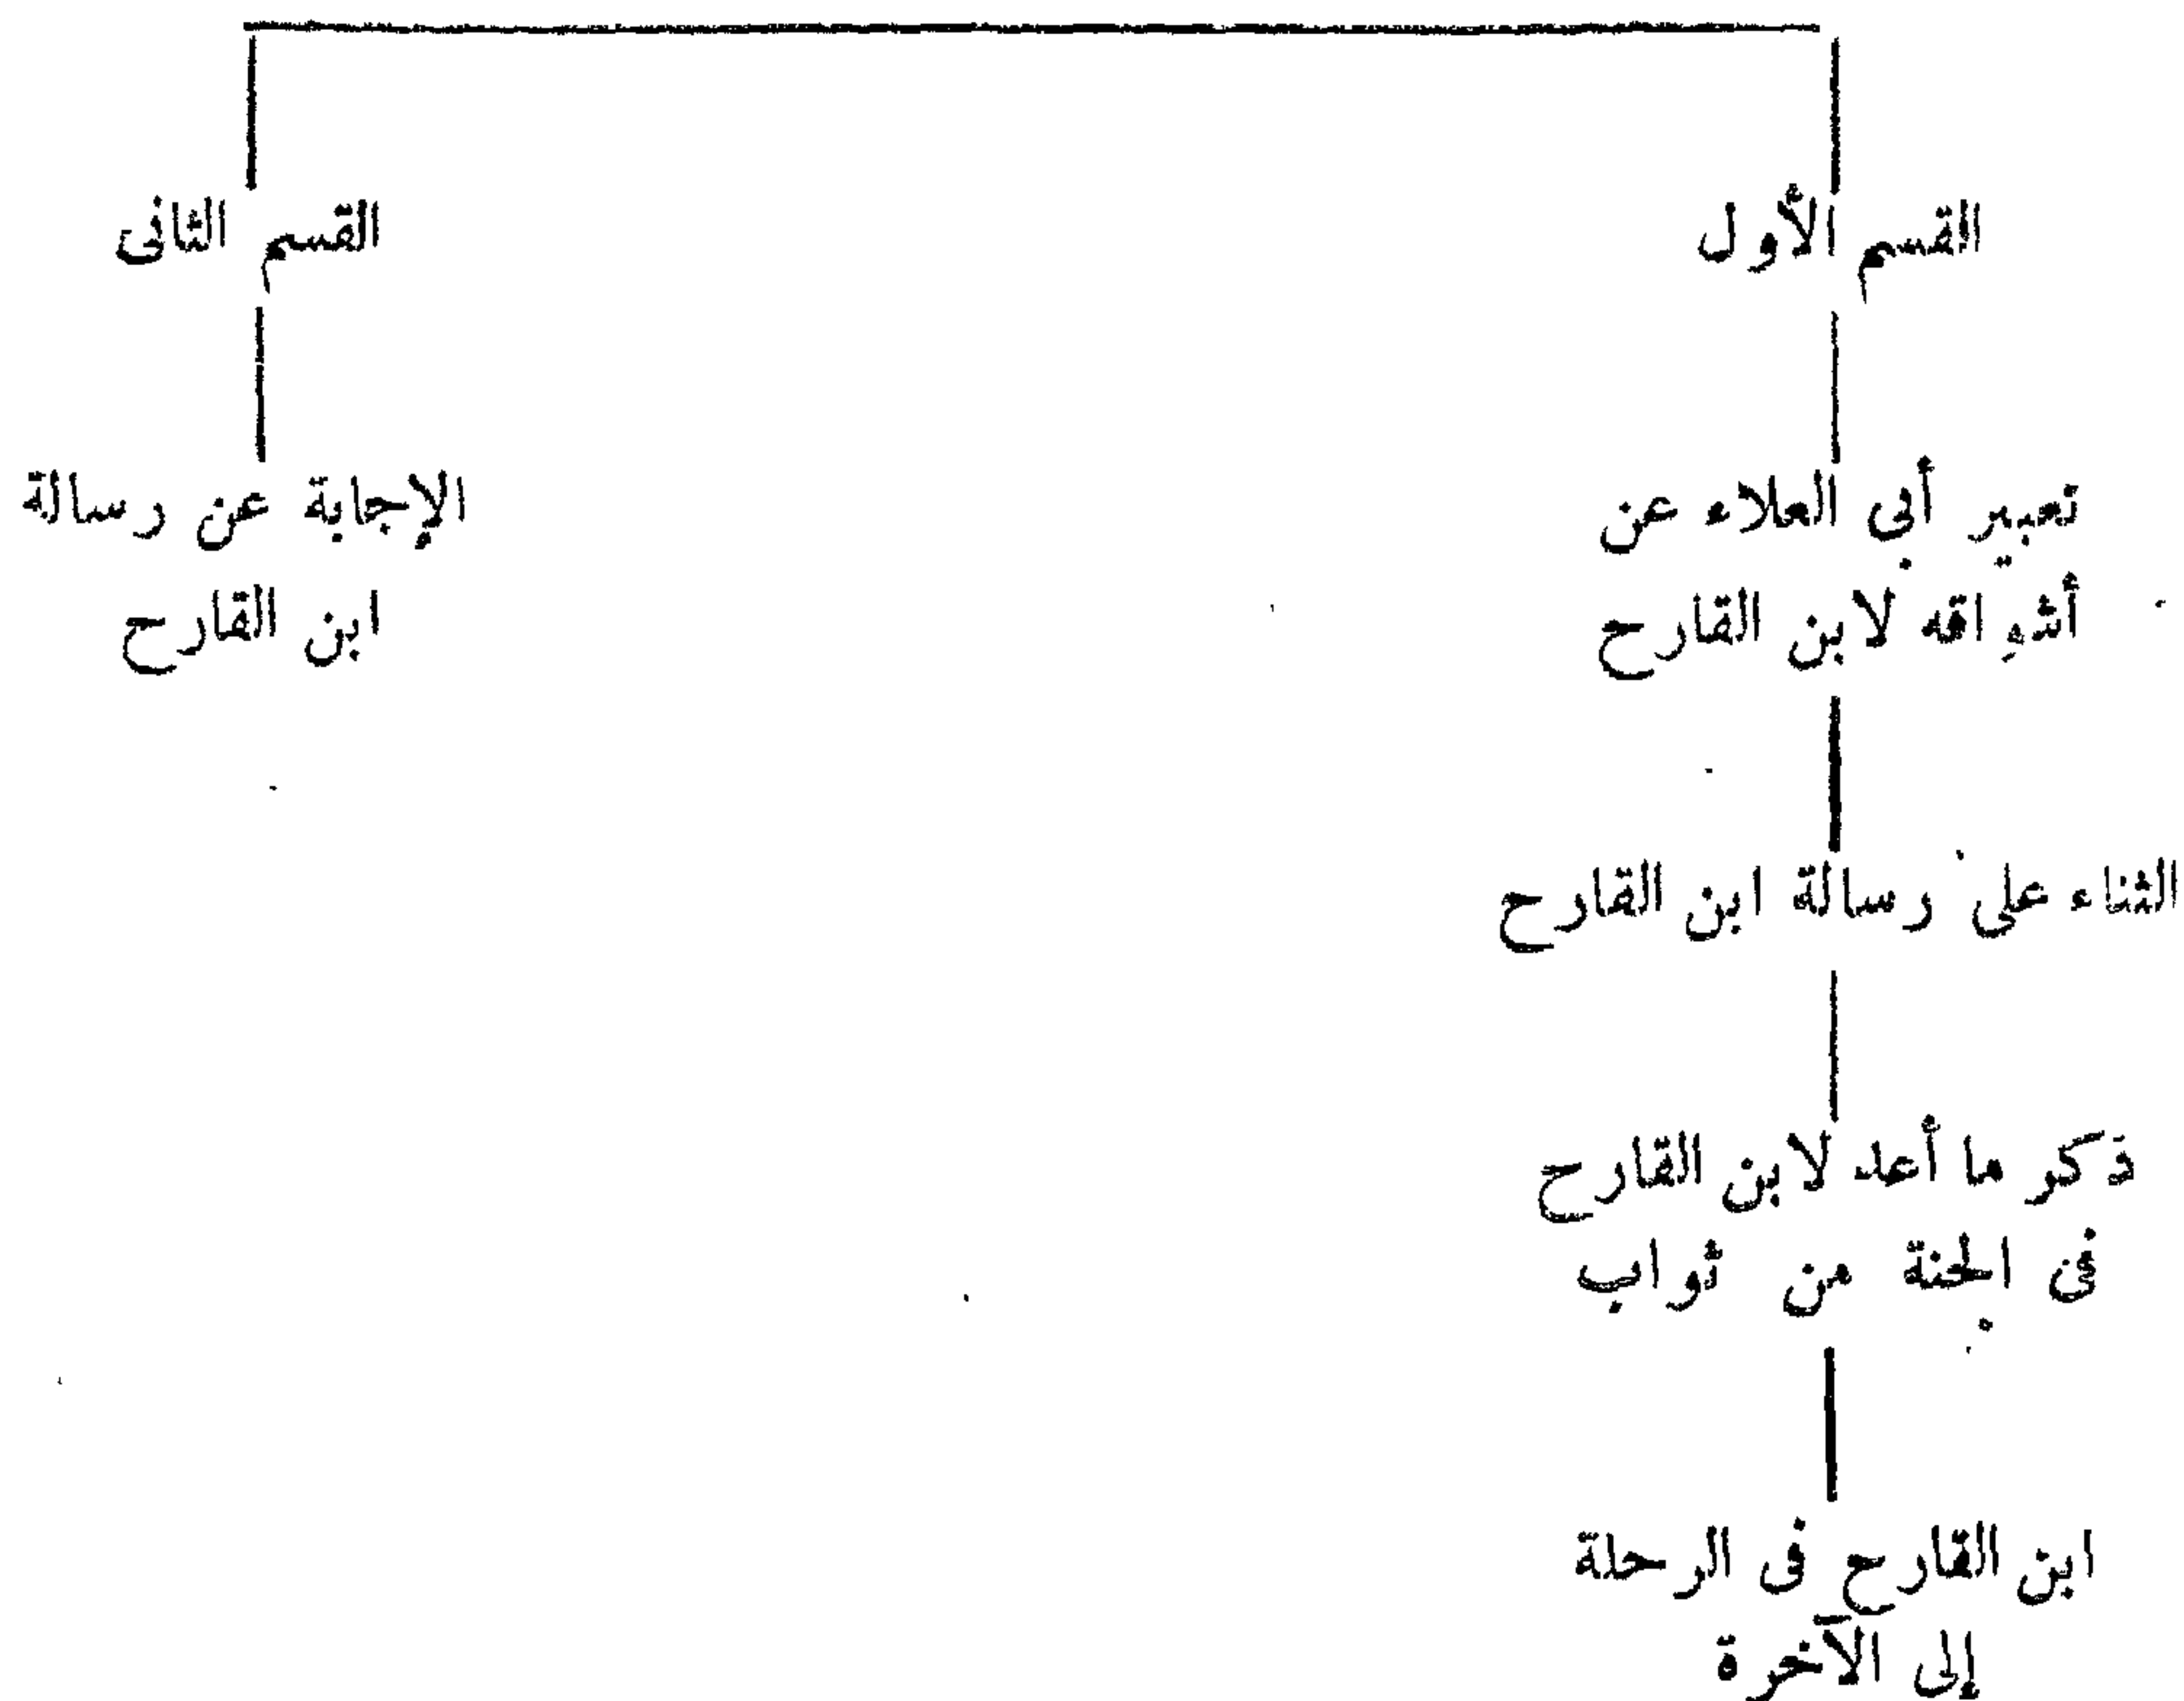 القسم الأول
القسم الثانى
تعبير أبى العلاء عن
أشواقه لابن القارح
الثناء على رسالة ابن القارح
ذكر ما أعد لابن القارح
فى الجنة من ثواب
ابن القارح فى الرحلة
إلى الآخرة
الإجابة عن رسالة
ابن القارح